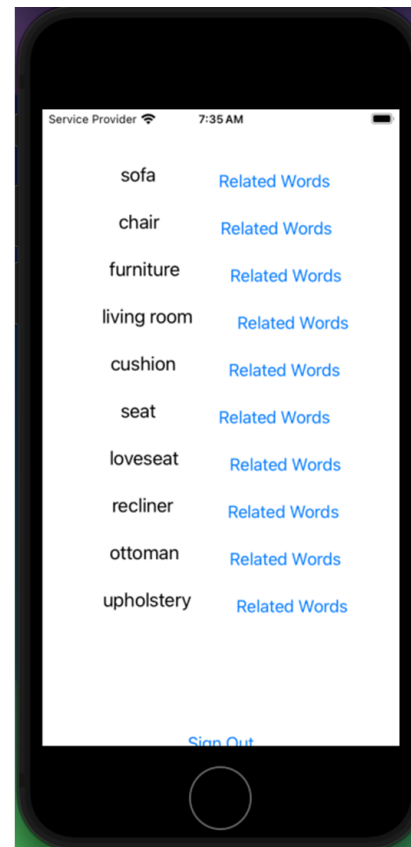 Service Provider 7:35 AM
sofa Related Words
chair Related Words
furniture Related Words
living room Related Words
cushion Related Words
seat Related Words
loveseat Related Words
recliner Related Words
ottoman Related Words
upholstery Related Words
Sign Out